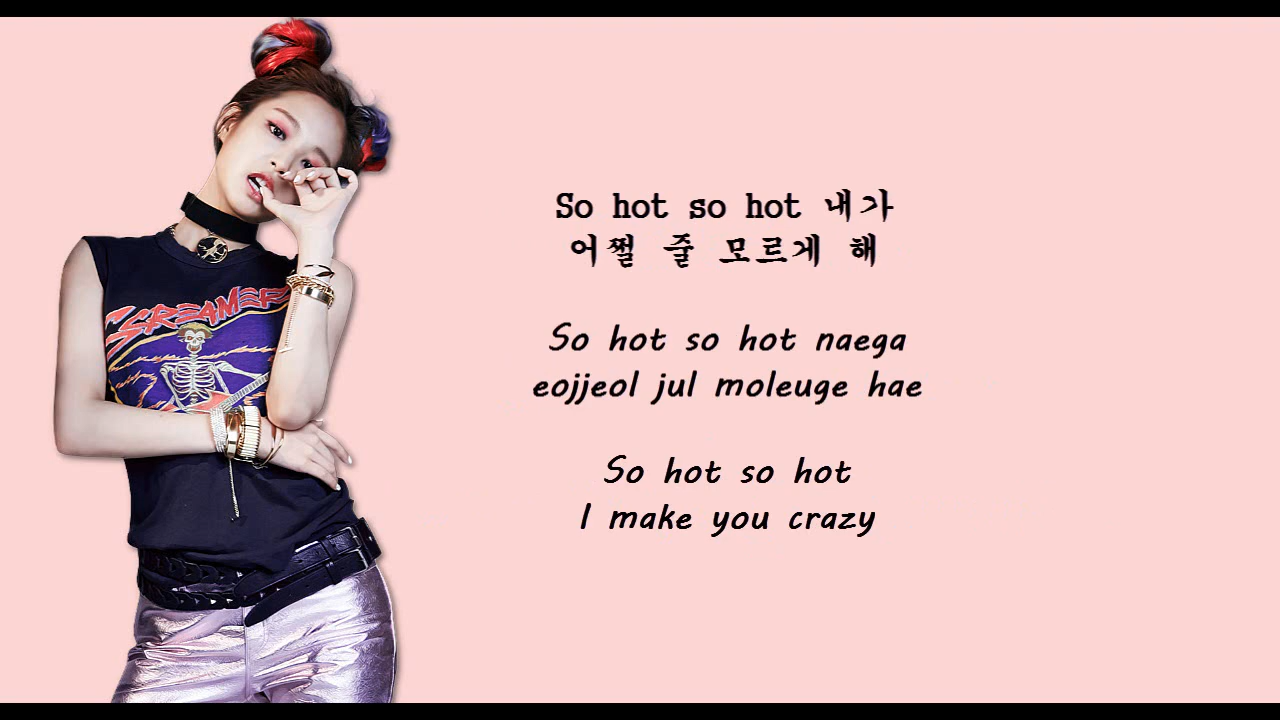 SCREAMER
So hot so hot 내가
어쩔 줄 모르게 해
So hot so hot naega
eojjeol jul moleuge hae
So hot so hot
I make you crazy